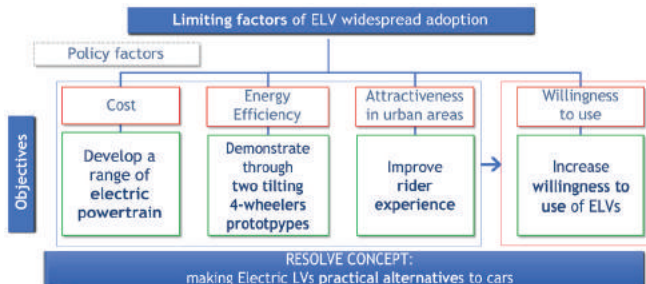 Limiting factors of ELV widespread adoption
Policy factors
Objectives
Cost
Develop a
range of
electric
powertrain
Energy
Efficiency
Demonstrate
through
two tilting
4-wheelers
prototpypes
Attractiveness
in urban areas
Improve
rider
experience
Willingness
to use
Increase
willingness to
use of ELVs
RESOLVE CONCEPT:
making Electric LVs practical alternatives to cars